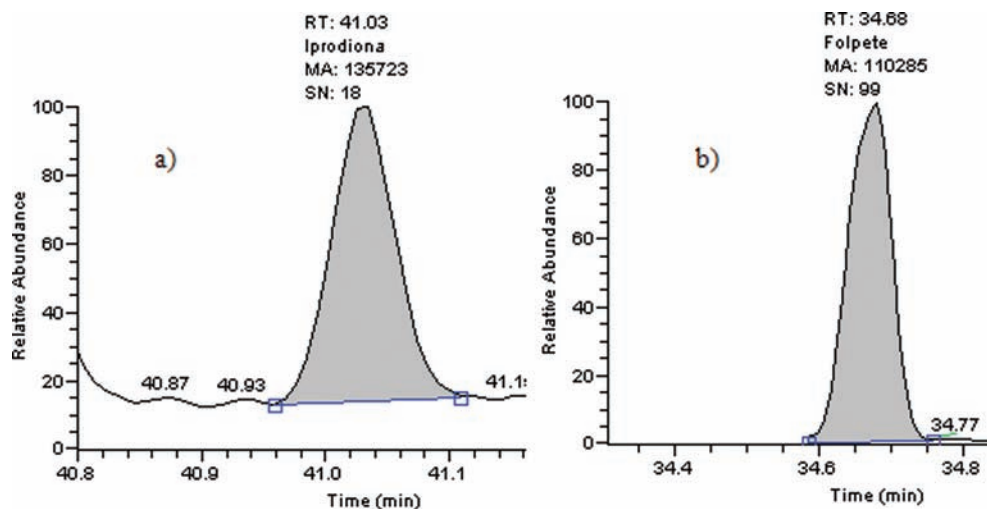 RT: 41.03
Iprodiona
MA: 135723
SN: 18
a)
Relative Abundance
100
80
60
40
20
0
40.87
40.93
40.8
40.9
41.0
41.1
Time (min)
RT: 34.68
Folpete
MA: 110285
SN: 99
b)
Relative Abundance
100
80
60
40
20
0
34.77
34.4
34.6
34.8
Time (min)